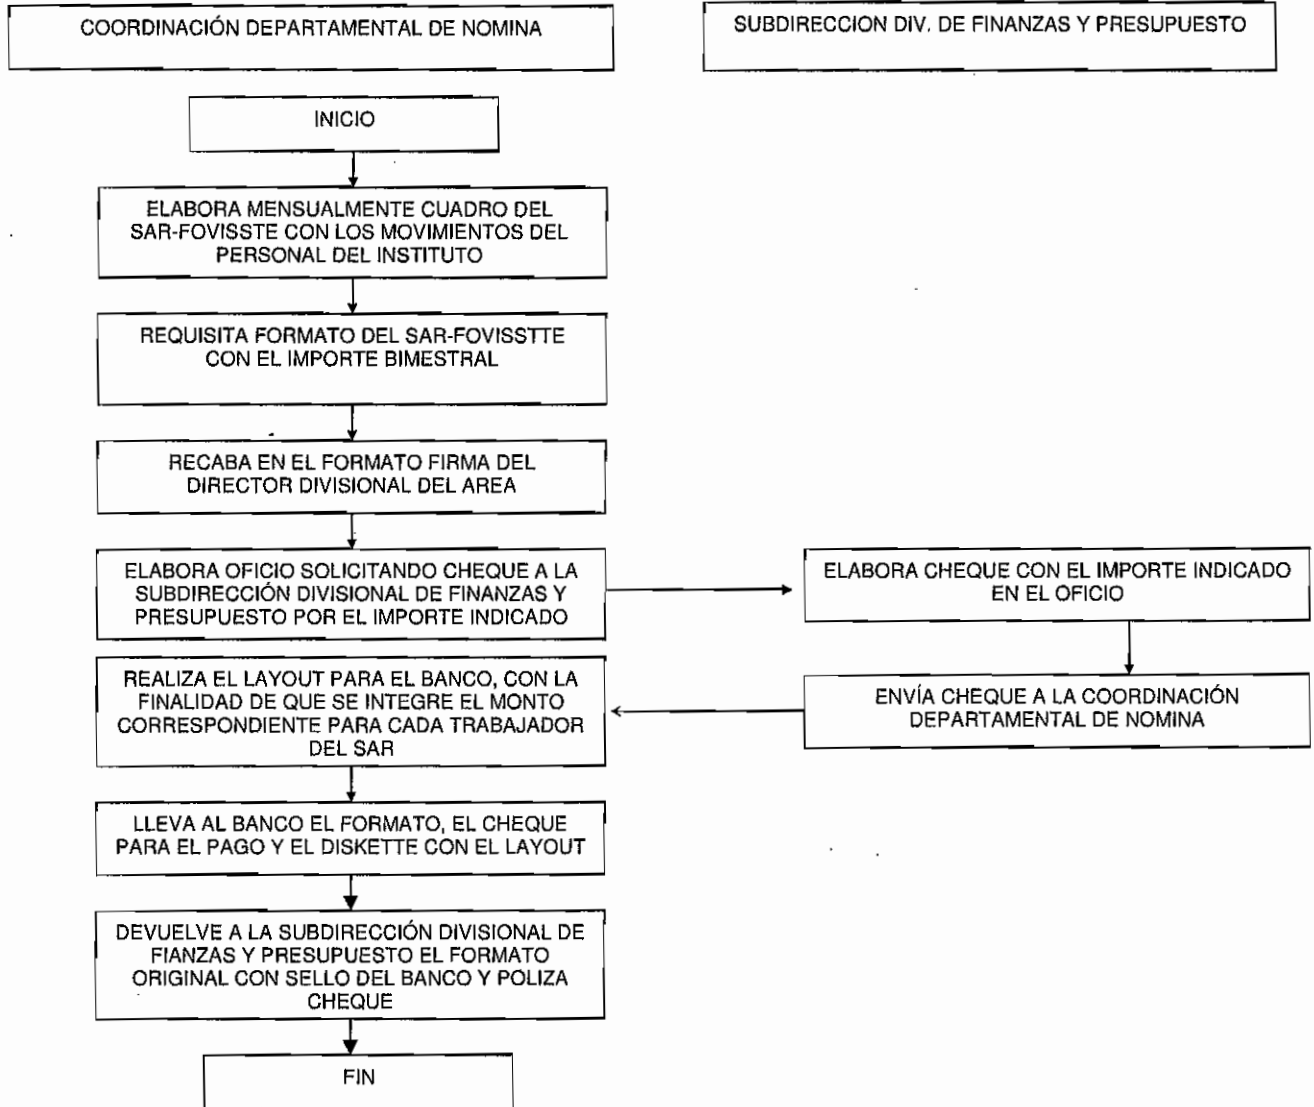 COORDINACIÓN DEPARTAMENTAL DE NOMINA
SUBDIRECCION DIV. DE FINANZAS Y PRESUPUESTO
INICIO
ELABORA MENSUALMENTE CUADRO DEL
SAR-FOVISSTE CON LOS MOVIMIENTOS DEL
PERSONAL DEL INSTITUTO
REQUISITA FORMATO DEL SAR-FOVISSTTE
CON EL IMPORTE BIMESTRAL
RECABA EN EL FORMATO FIRMA DEL
DIRECTOR DIVISIONAL DEL AREA
ELABORA OFICIO SOLICITANDO CHEQUE A LA
SUBDIRECCIÓN DIVISIONAL DE FINANZAS Y
PRESUPUESTO POR EL IMPORTE INDICADO
ELABORA CHEQUE CON EL IMPORTE INDICADO
EN EL OFICIO
ENVÍA CHEQUE A LA COORDINACIÓN
DEPARTAMENTAL DE NOMINA
REALIZA EL LAYOUT PARA EL BANCO, CON LA
FINALIDAD DE QUE SE INTEGRE EL MONTO
CORRESPONDIENTE PARA CADA TRABAJADOR
DEL SAR
LLEVA AL BANCO EL FORMATO, EL CHEQUE
PARA EL PAGO Y EL DISKETTE CON EL LAYOUT
DEVUELVE A LA SUBDIRECCIÓN DIVISIONAL DE
FIANZAS Y PRESUPUESTO EL FORMATO
ORIGINAL CON SELLO DEL BANCO Y POLIZA
CHEQUE
FIN